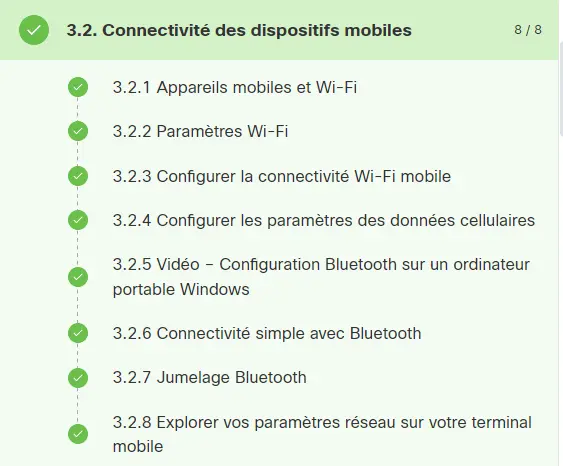 3.2. Connectivité des dispositifs mobiles 8 / 8
3.2.1 Appareils mobiles et Wi-Fi
3.2.2 Paramètres Wi-Fi
3.2.3 Configurer la connectivité Wi-Fi mobile
3.2.4 Configurer les paramètres des données cellulaires
3.2.5 Vidéo – Configuration Bluetooth sur un ordinateur
portable Windows
3.2.6 Connectivité simple avec Bluetooth
3.2.7 Jumelage Bluetooth
3.2.8 Explorer vos paramètres réseau sur votre terminal
mobile